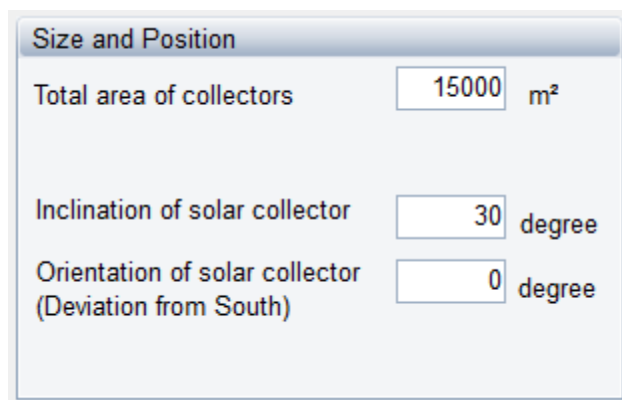 Size and Position
Total area of collectors 15000 m²
Inclination of solar collector 30 degree
Orientation of solar collector 0 degree
(Deviation from South)